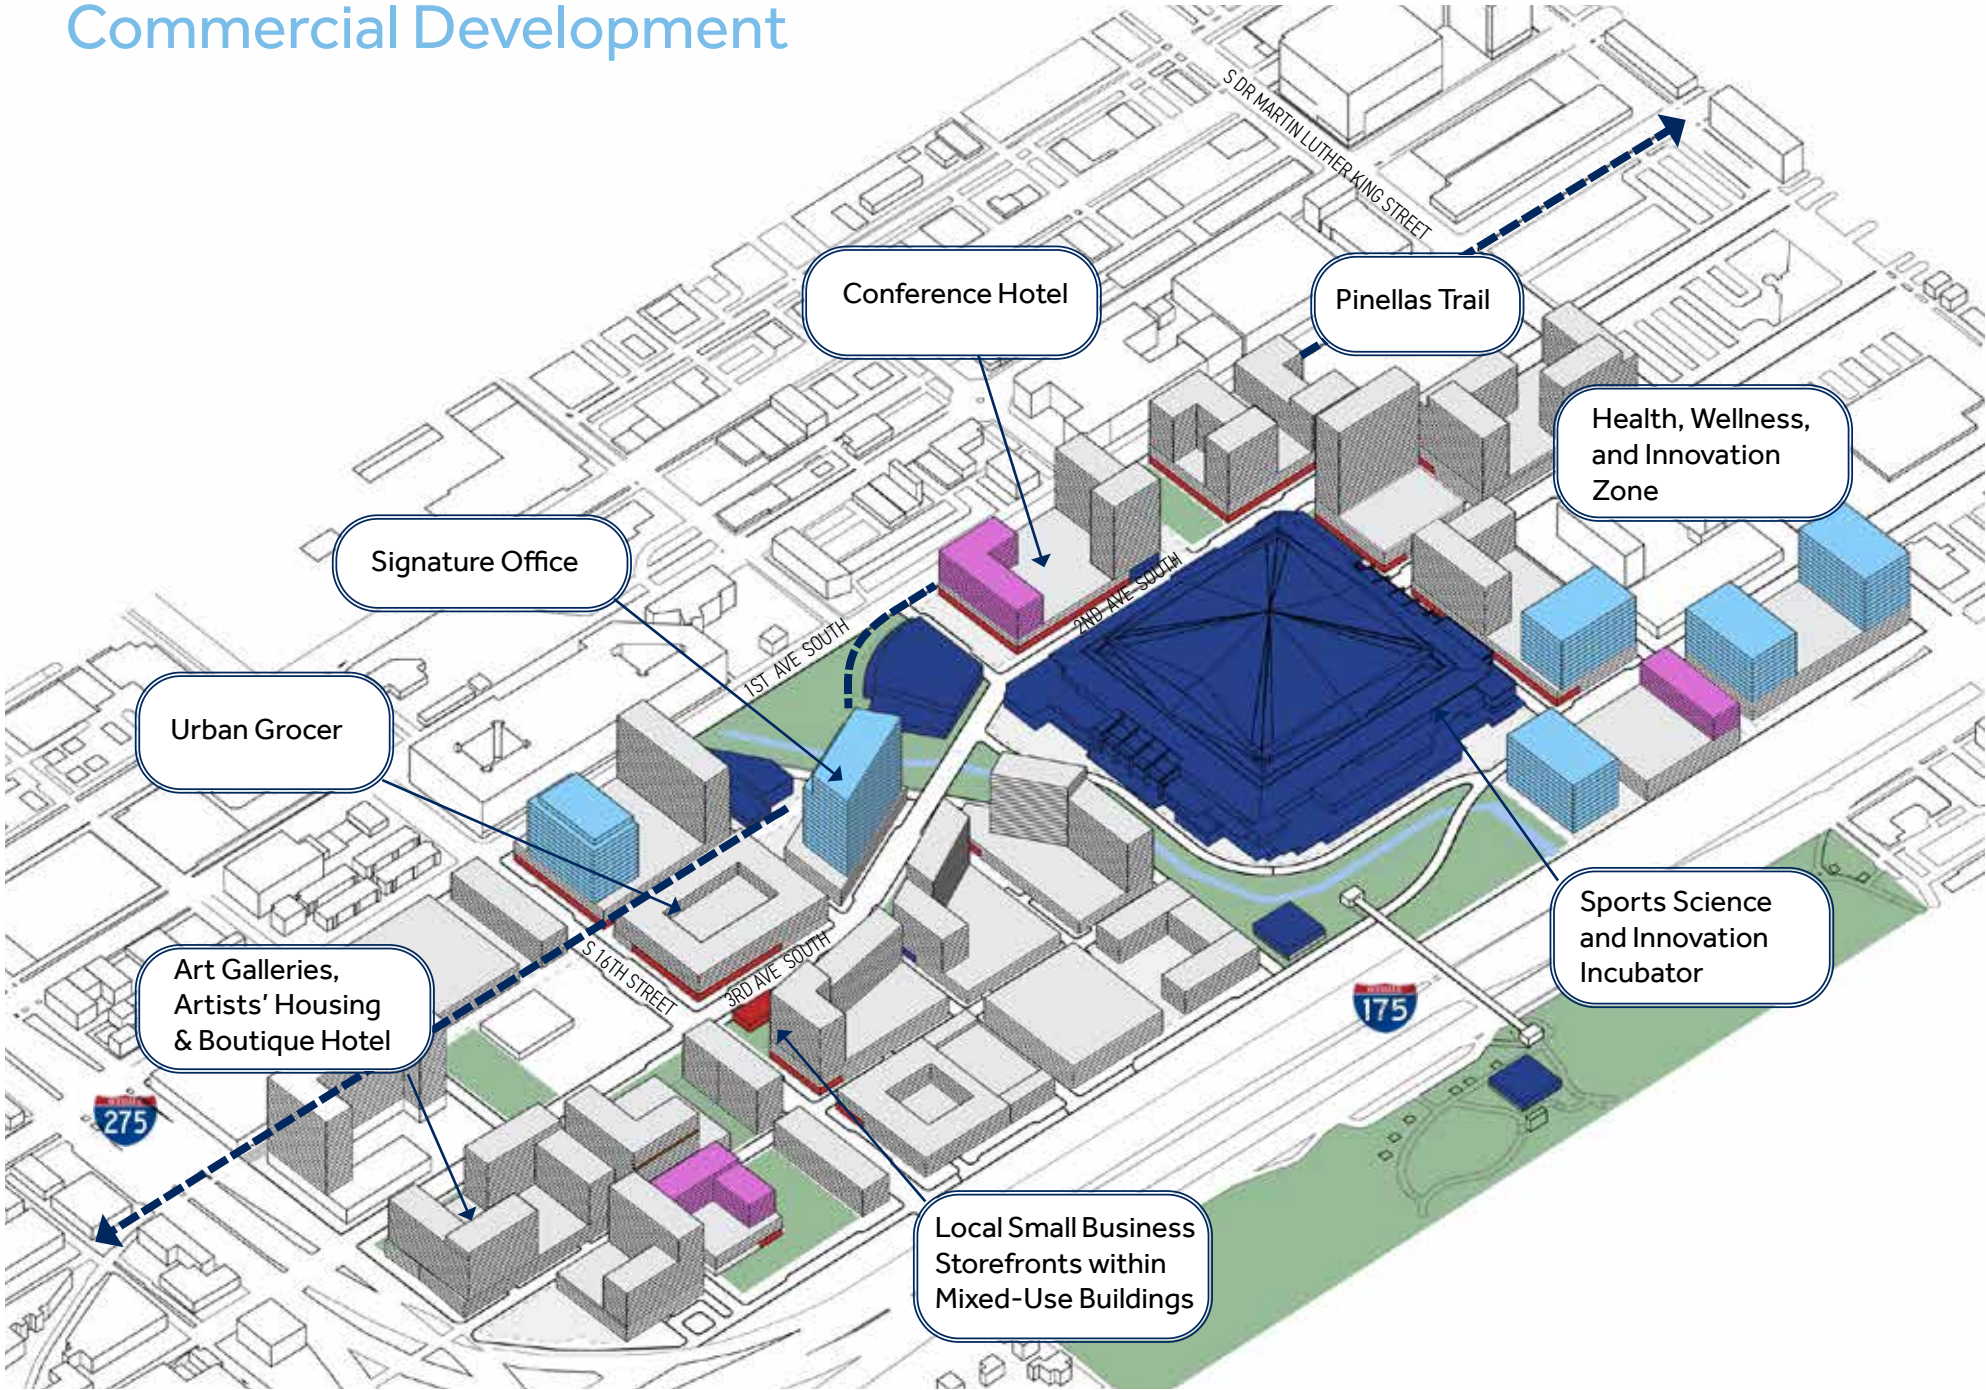 Commercial Development
S DR MARTIN LUTHER KING STREET
Conference Hotel
Pinellas Trail
Health, Wellness,
and Innovation
Zone
Signature Office
2ND AVE SOUTH
1ST AVE SOUTH
Urban Grocer
Sports Science
and Innovation
Incubator
Art Galleries,
Artists' Housing
& Boutique Hotel
S 16TH STREET
3RD AVE SOUTH
175
275
Local Small Business
Storefronts within
Mixed-Use Buildings